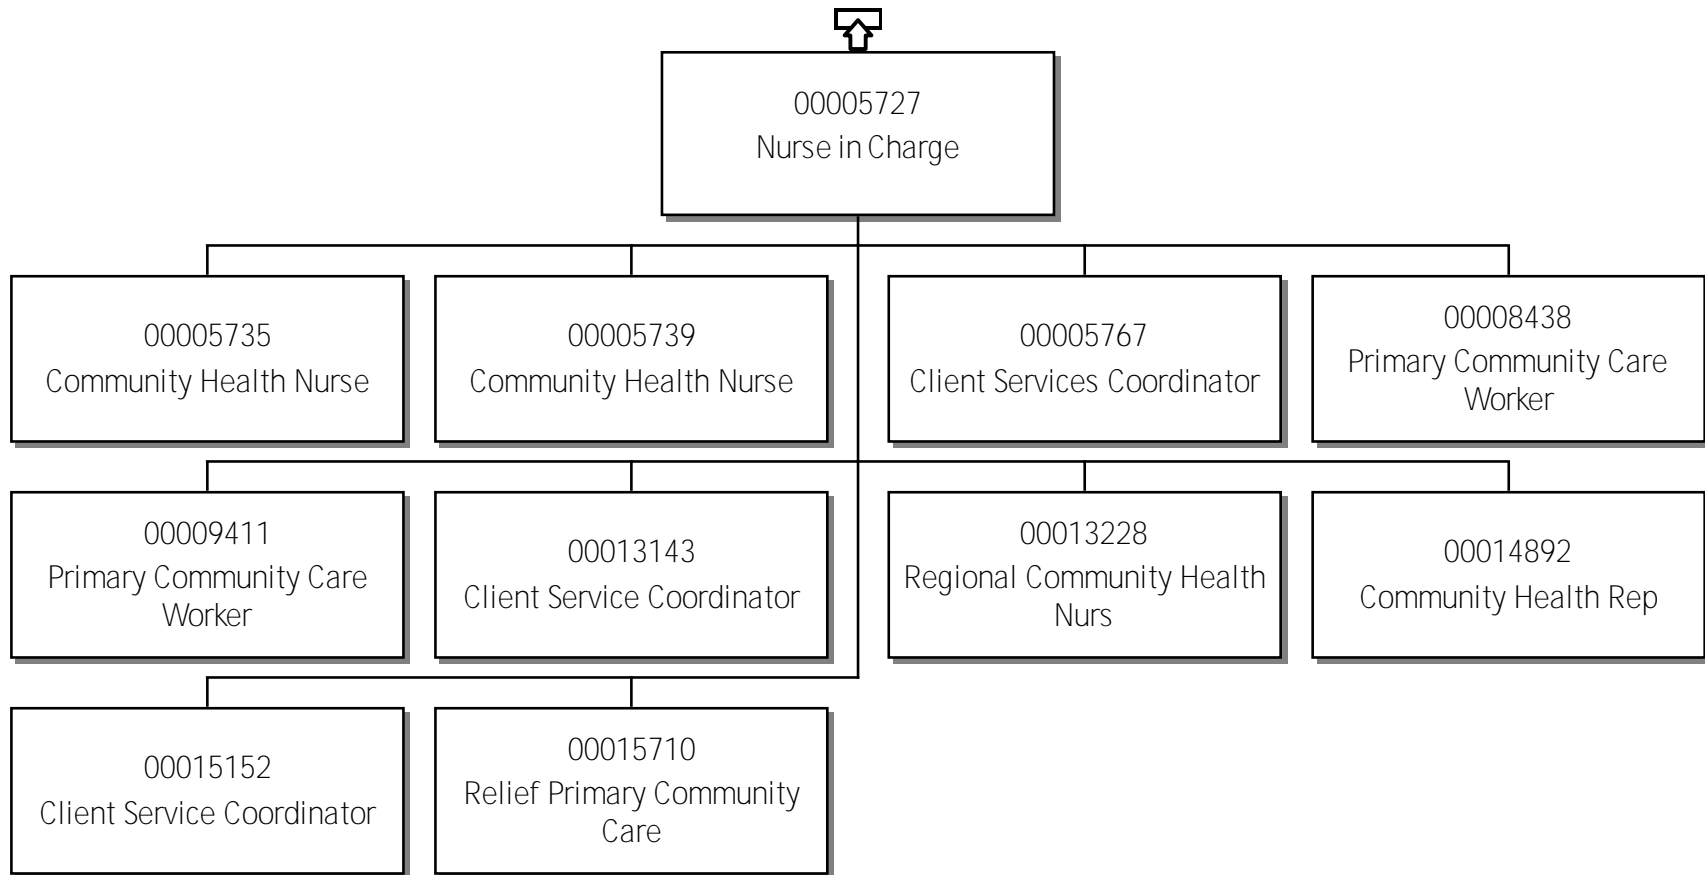 00005727
Nurse in Charge
00005735
Community Health Nurse
00005739
Community Health Nurse
00005767
Client Services Coordinator
00008438
Primary Community Care
Worker
00009411
Primary Community Care
Worker
00013143
Client Service Coordinator
00013228
Regional Community Health
Nurs
00014892
Community Health Rep
00015152
Client Service Coordinator
00015710
Relief Primary Community
Care